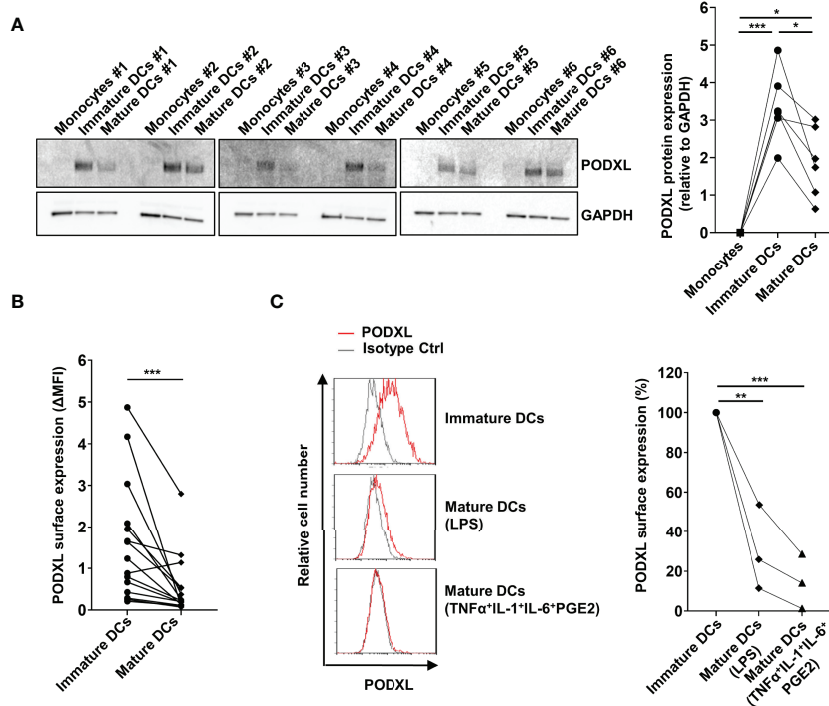 A
Monocytes #1
Immature DCs #1
Mature DCs #1
Monocytes #2
Immature DCs #2
Mature DCs #2
Monocytes #3
Immature DCs #3
Mature DCs #3
Monocytes #4
Immature DCs #4
Mature DCs #4
Monocytes #5
Immature DCs #5
Mature DCs #5
Monocytes #6
Immature DCs #6
Mature DCs #6
PODXL
GAPDH
PODXL protein expression
(relative to GAPDH)
6
5
4
3
2
1
0
*
***
*
Monocytes
Immature DCs
Mature DCs
B
PODXL surface expression (ΔMFI)
6
5
4
3
2
1
0
***
Immature DCs
Mature DCs
C
PODXL
Isotype Ctrl
Relative cell number
Immature DCs
Mature DCs
(LPS)
Mature DCs
(TNFα⁺IL-1⁺IL-6⁺PGE2)
PODXL
PODXL surface expression (%)
120
100
80
60
40
20
0
***
**
Immature DCs
Mature DCs
(LPS)
Mature DCs
(TNFα⁺IL-1⁺IL-6⁺
PGE2)